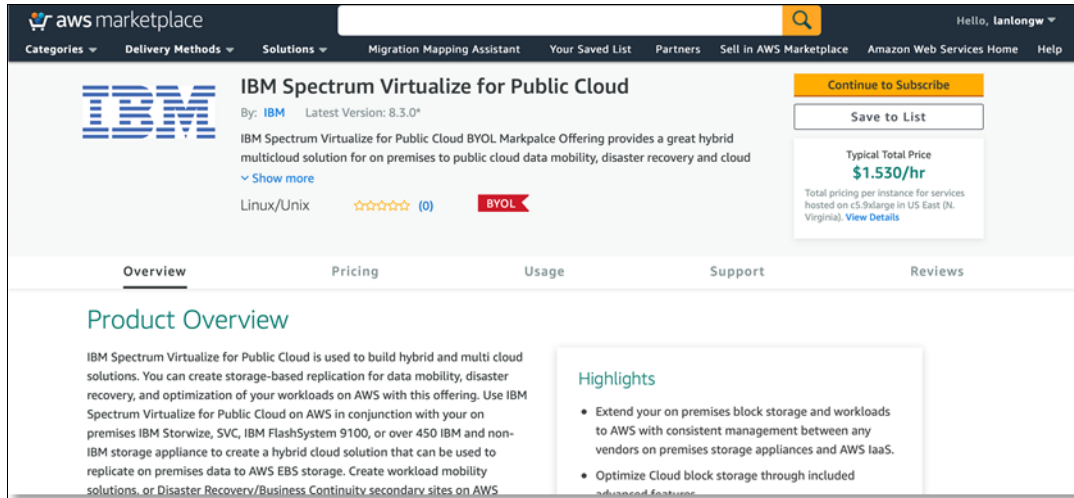 aws marketplace
Hello, lanlongw
Categories Delivery Methods Solutions Migration Mapping Assistant Your Saved List Partners Sell in AWS Marketplace Amazon Web Services Home Help
IBM
IBM Spectrum Virtualize for Public Cloud
By: IBM Latest Version: 8.3.0*
IBM Spectrum Virtualize for Public Cloud BYOL Markpalce Offering provides a great hybrid
multicloud solution for on premises to public cloud data mobility, disaster recovery and cloud
Show more
Linux/Unix (0) BYOL
Continue to Subscribe
Save to List
Typical Total Price
$1.530/hr
Total pricing per instance for services
hosted on c5.9xlarge in US East (N.
Virginia). View Details
Overview Pricing Usage Support Reviews
Product Overview
IBM Spectrum Virtualize for Public Cloud is used to build hybrid and multi cloud
solutions. You can create storage-based replication for data mobility, disaster
recovery, and optimization of your workloads on AWS with this offering. Use IBM
Spectrum Virtualize for Public Cloud on AWS in conjunction with your on
premises IBM Storwize, SVC, IBM FlashSystem 9100, or over 450 IBM and non-
IBM storage appliance to create a hybrid cloud solution that can be used to
replicate on premises data to AWS EBS storage. Create workload mobility
solutions, or Disaster Recovery/Business Continuity secondary sites on AWS
Highlights
• Extend your on premises block storage and workloads
to AWS with consistent management between any
vendors on premises storage appliances and AWS IaaS.
• Optimize Cloud block storage through included
advanced features